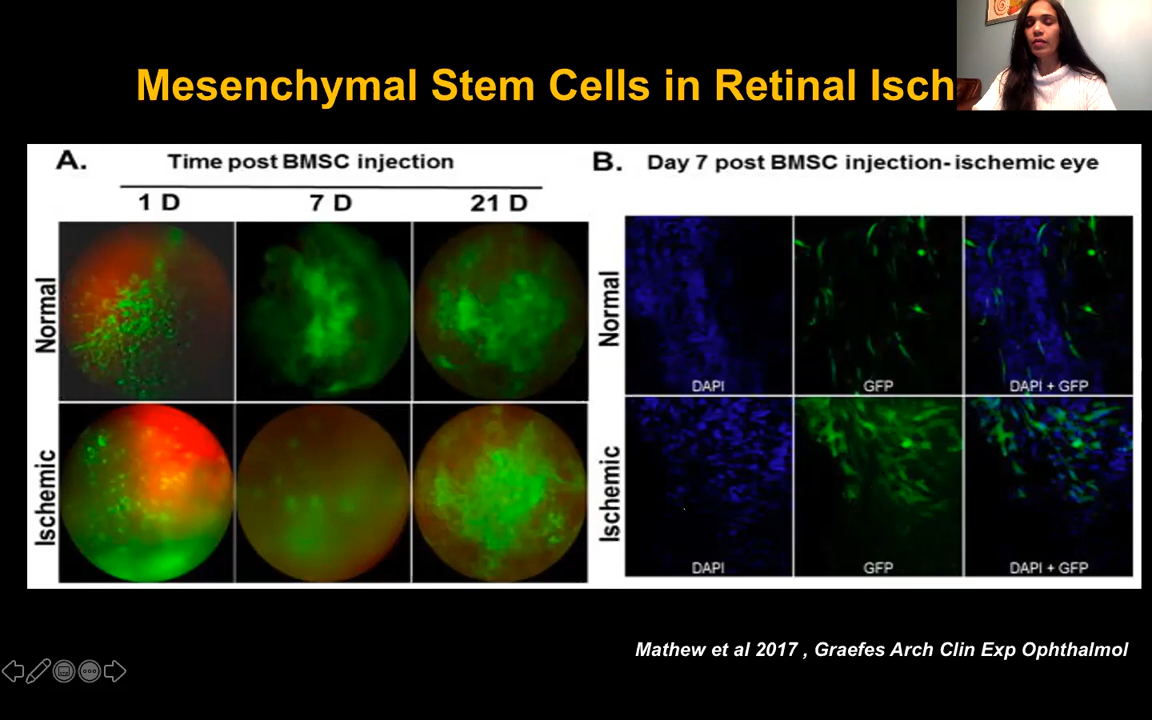 Mesenchymal Stem Cells in Retinal Isch
A. Time post BMSC injection
1 D 7 D 21 D
Normal
Ischemic
B. Day 7 post BMSC injection- ischemic eye
Normal
DAPI GFP DAPI + GFP
Ischemic
DAPI GFP DAPI + GFP
Mathew et al 2017 , Graefes Arch Clin Exp Ophthalmol